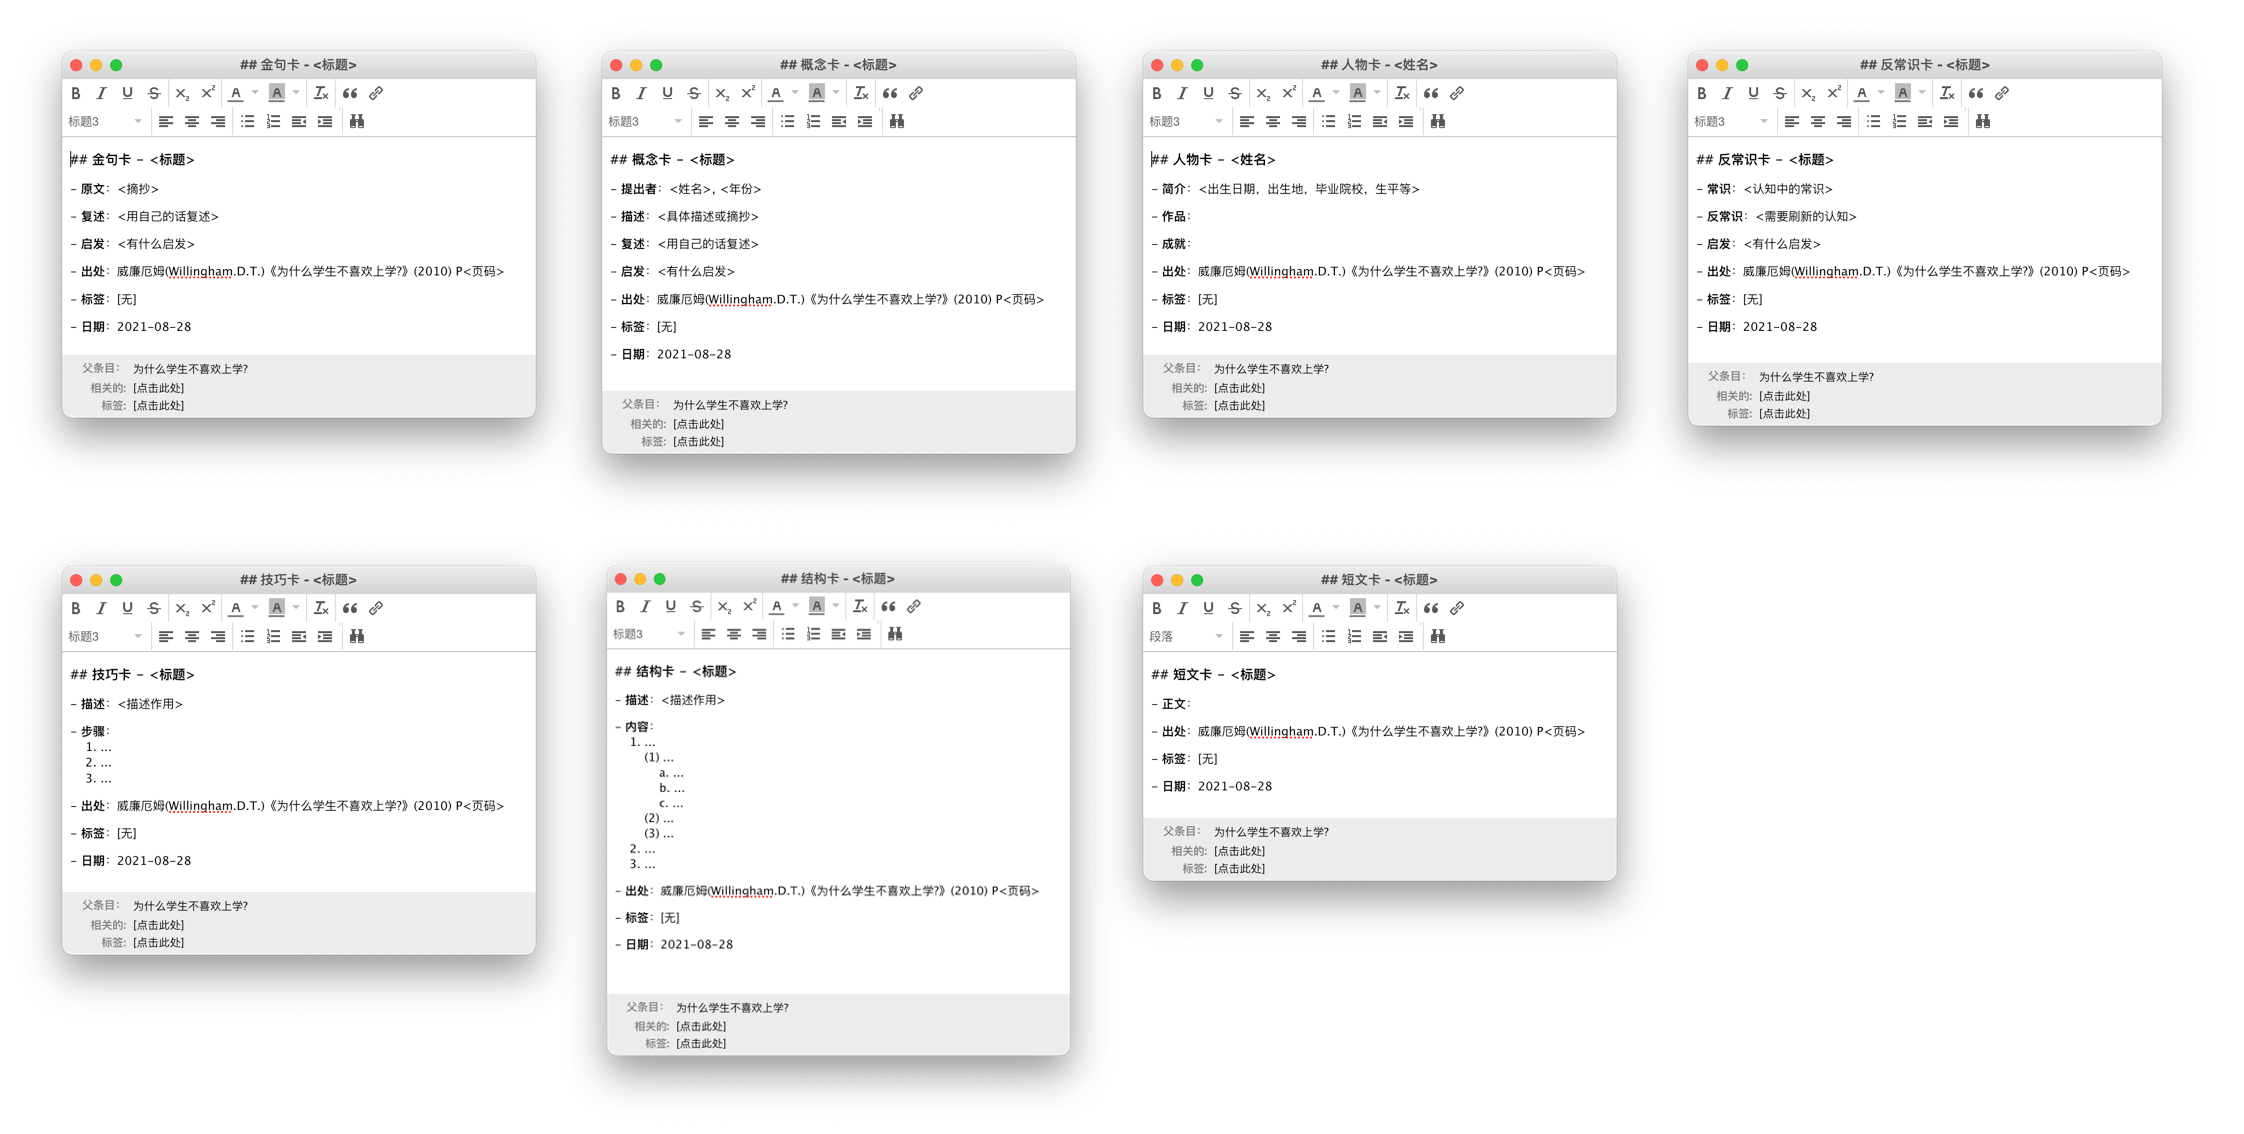 ## 金句卡 - <标题>
标题3
## 金句卡 - <标题>
- 原文：<摘抄>
- 复述：<用自己的话复述>
- 启发：<有什么启发>
- 出处：威廉厄姆(Willingham.D.T.)《为什么学生不喜欢上学?》(2010) P<页码>
- 标签：[无]
- 日期：2021-08-28
父条目： 为什么学生不喜欢上学?
相关的: [点击此处]
标签: [点击此处]
## 概念卡 - <标题>
标题3
## 概念卡 - <标题>
- 提出者：<姓名>, <年份>
- 描述：<具体描述或摘抄>
- 复述：<用自己的话复述>
- 启发：<有什么启发>
- 出处：威廉厄姆(Willingham.D.T.)《为什么学生不喜欢上学?》(2010) P<页码>
- 标签：[无]
- 日期：2021-08-28
父条目： 为什么学生不喜欢上学?
相关的: [点击此处]
标签: [点击此处]
## 人物卡 - <姓名>
标题3
## 人物卡 - <姓名>
- 简介：<出生日期，出生地，毕业院校，生平等>
- 作品：
- 成就：
- 出处：威廉厄姆(Willingham.D.T.)《为什么学生不喜欢上学?》(2010) P<页码>
- 标签：[无]
- 日期：2021-08-28
父条目： 为什么学生不喜欢上学?
相关的: [点击此处]
标签: [点击此处]
## 反常识卡 - <标题>
标题3
## 反常识卡 - <标题>
- 常识：<认知中的常识>
- 反常识：<需要刷新的认知>
- 启发：<有什么启发>
- 出处：威廉厄姆(Willingham.D.T.)《为什么学生不喜欢上学?》(2010) P<页码>
- 标签：[无]
- 日期：2021-08-28
父条目： 为什么学生不喜欢上学?
相关的: [点击此处]
标签: [点击此处]
## 技巧卡 - <标题>
标题3
## 技巧卡 - <标题>
- 描述：<描述作用>
- 步骤：
1. ...
2. ...
3. ...
- 出处：威廉厄姆(Willingham.D.T.)《为什么学生不喜欢上学?》(2010) P<页码>
- 标签：[无]
- 日期：2021-08-28
父条目： 为什么学生不喜欢上学?
相关的: [点击此处]
标签: [点击此处]
## 结构卡 - <标题>
标题3
## 结构卡 - <标题>
- 描述：<描述作用>
- 内容：
1. ...
(1) ...
a. ...
b. ...
c. ...
(2) ...
(3) ...
2. ...
3. ...
- 出处：威廉厄姆(Willingham.D.T.)《为什么学生不喜欢上学?》(2010) P<页码>
- 标签：[无]
- 日期：2021-08-28
父条目： 为什么学生不喜欢上学?
相关的: [点击此处]
标签: [点击此处]
## 短文卡 - <标题>
段落
## 短文卡 - <标题>
- 正文：
- 出处：威廉厄姆(Willingham.D.T.)《为什么学生不喜欢上学?》(2010) P<页码>
- 标签：[无]
- 日期：2021-08-28
父条目： 为什么学生不喜欢上学?
相关的: [点击此处]
标签: [点击此处]